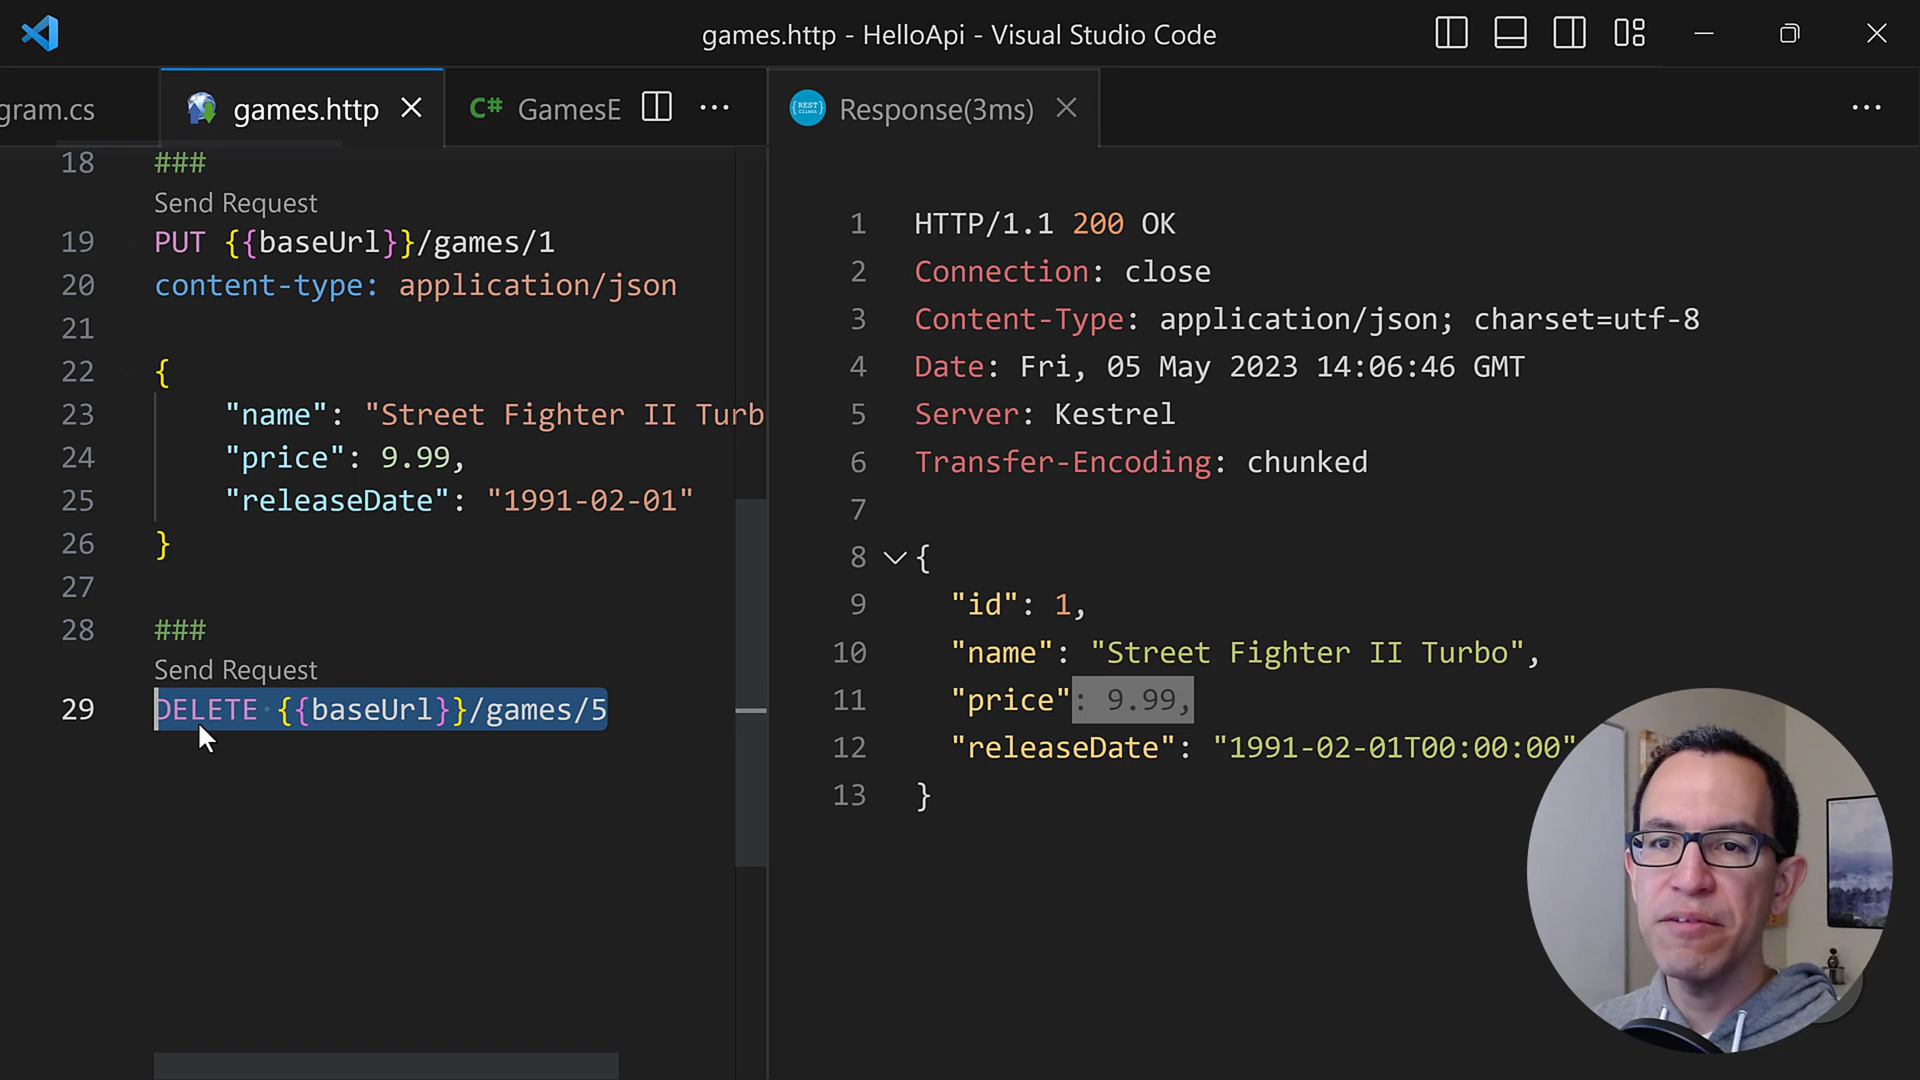 games.http - HelloApi - Visual Studio Code
gram.cs
games.http
C# GamesE
{REST} Client
Response(3ms)
18 ###
Send Request
19 PUT {{baseUrl}}/games/1
20 content-type: application/json
21
22 {
23 "name": "Street Fighter II Turb
24 "price": 9.99,
25 "releaseDate": "1991-02-01"
26 }
27
28 ###
Send Request
29 DELETE {{baseUrl}}/games/5
1 HTTP/1.1 200 OK
2 Connection: close
3 Content-Type: application/json; charset=utf-8
4 Date: Fri, 05 May 2023 14:06:46 GMT
5 Server: Kestrel
6 Transfer-Encoding: chunked
7
8 {
9 "id": 1,
10 "name": "Street Fighter II Turbo",
11 "price": 9.99,
12 "releaseDate": "1991-02-01T00:00:00"
13 }